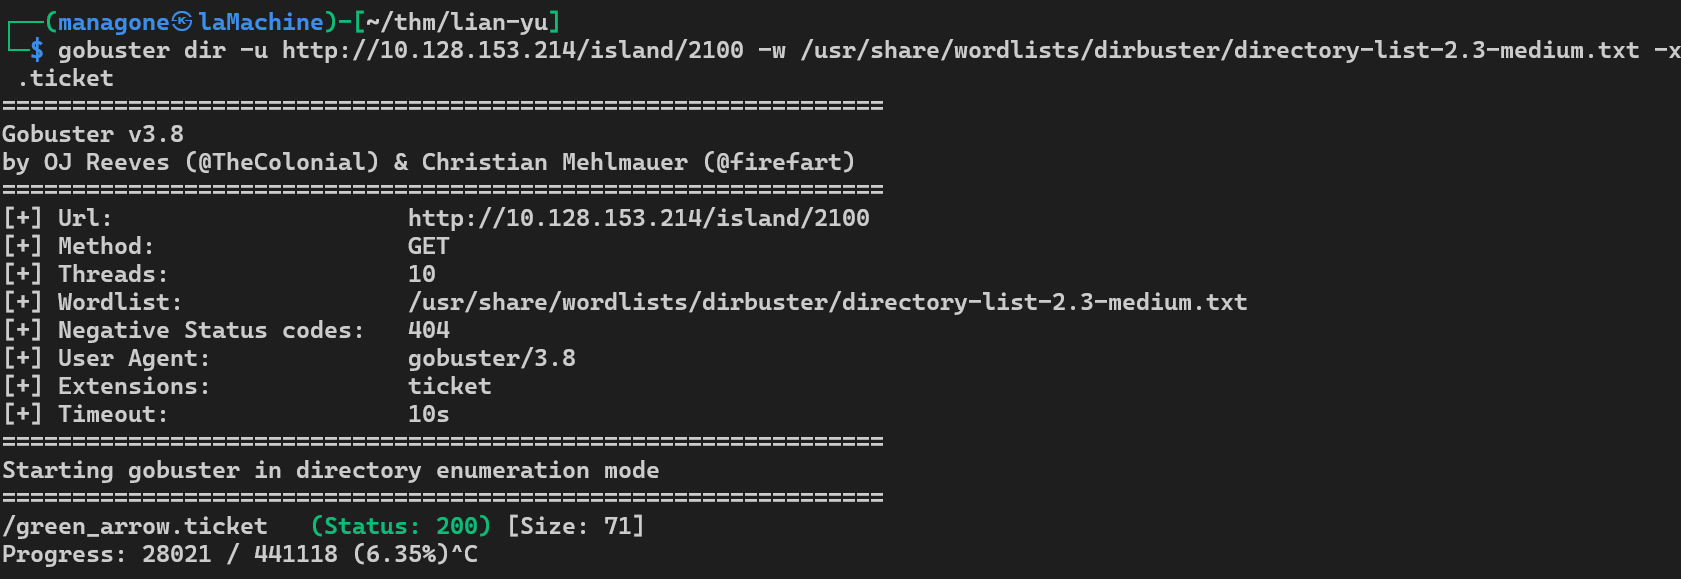 ┌──(managone㉿laMachine)-[~/thm/lian-yu]
└─$ gobuster dir -u http://10.128.153.214/island/2100 -w /usr/share/wordlists/dirbuster/directory-list-2.3-medium.txt -x
 .ticket
===============================================================
Gobuster v3.8
by OJ Reeves (@TheColonial) & Christian Mehlmauer (@firefart)
===============================================================
[+] Url:                     http://10.128.153.214/island/2100
[+] Method:                  GET
[+] Threads:                 10
[+] Wordlist:                /usr/share/wordlists/dirbuster/directory-list-2.3-medium.txt
[+] Negative Status codes:   404
[+] User Agent:              gobuster/3.8
[+] Extensions:              ticket
[+] Timeout:                 10s
===============================================================
Starting gobuster in directory enumeration mode
===============================================================
/green_arrow.ticket   (Status: 200) [Size: 71]
Progress: 28021 / 441118 (6.35%)^C